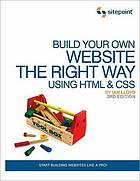 sitepoint
BUILD YOUR OWN
WEBSITE
THE RIGHT WAY
USING HTML & CSS
BY IAN LLOYD
3RD EDITION
TOOL BOX
START BUILDING WEBSITES LIKE A PRO!